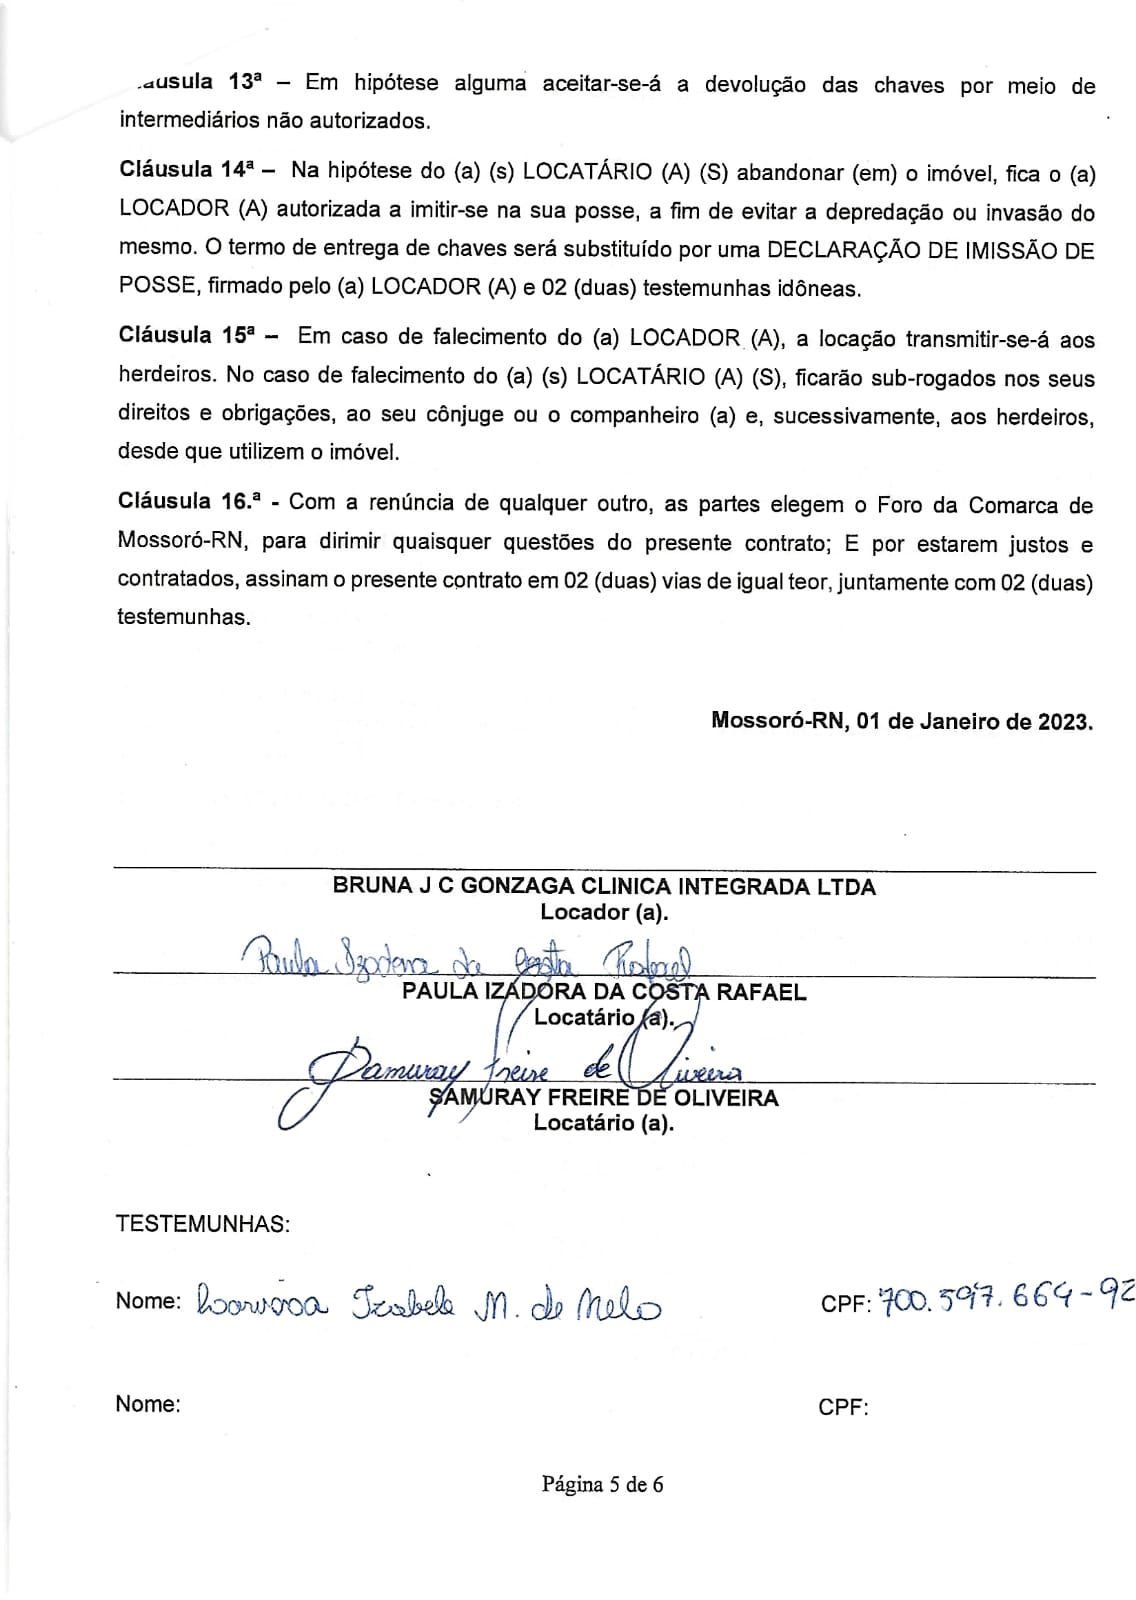 áusula 13ª – Em hipótese alguma aceitar-se-á a devolução das chaves por meio de
intermediários não autorizados.
Cláusula 14ª – Na hipótese do (a) (s) LOCATÁRIO (A) (S) abandonar (em) o imóvel, fica o (a)
LOCADOR (A) autorizada a imitir-se na sua posse, a fim de evitar a depredação ou invasão do
mesmo. O termo de entrega de chaves será substituído por uma DECLARAÇÃO DE IMISSÃO DE
POSSE, firmado pelo (a) LOCADOR (A) e 02 (duas) testemunhas idôneas.
Cláusula 15ª – Em caso de falecimento do (a) LOCADOR (A), a locação transmitir-se-á aos
herdeiros. No caso de falecimento do (a) (s) LOCATÁRIO (A) (S), ficarão sub-rogados nos seus
direitos e obrigações, ao seu cônjuge ou o companheiro (a) e, sucessivamente, aos herdeiros,
desde que utilizem o imóvel.
Cláusula 16.ª - Com a renúncia de qualquer outro, as partes elegem o Foro da Comarca de
Mossoró-RN, para dirimir quaisquer questões do presente contrato; E por estarem justos e
contratados, assinam o presente contrato em 02 (duas) vias de igual teor, juntamente com 02 (duas)
testemunhas.
Mossoró-RN, 01 de Janeiro de 2023.
BRUNA J C GONZAGA CLINICA INTEGRADA LTDA
Locador (a).
Paula Izadora da Costa Rafael
PAULA IZADORA DA COSTA RAFAEL
Locatário (a).
Samuray Freire de Oliveira
SAMURAY FREIRE DE OLIVEIRA
Locatário (a).
TESTEMUNHAS:
Nome: Izabele M. de Melo CPF: 700.597.664-92
Nome: CPF:
Página 5 de 6